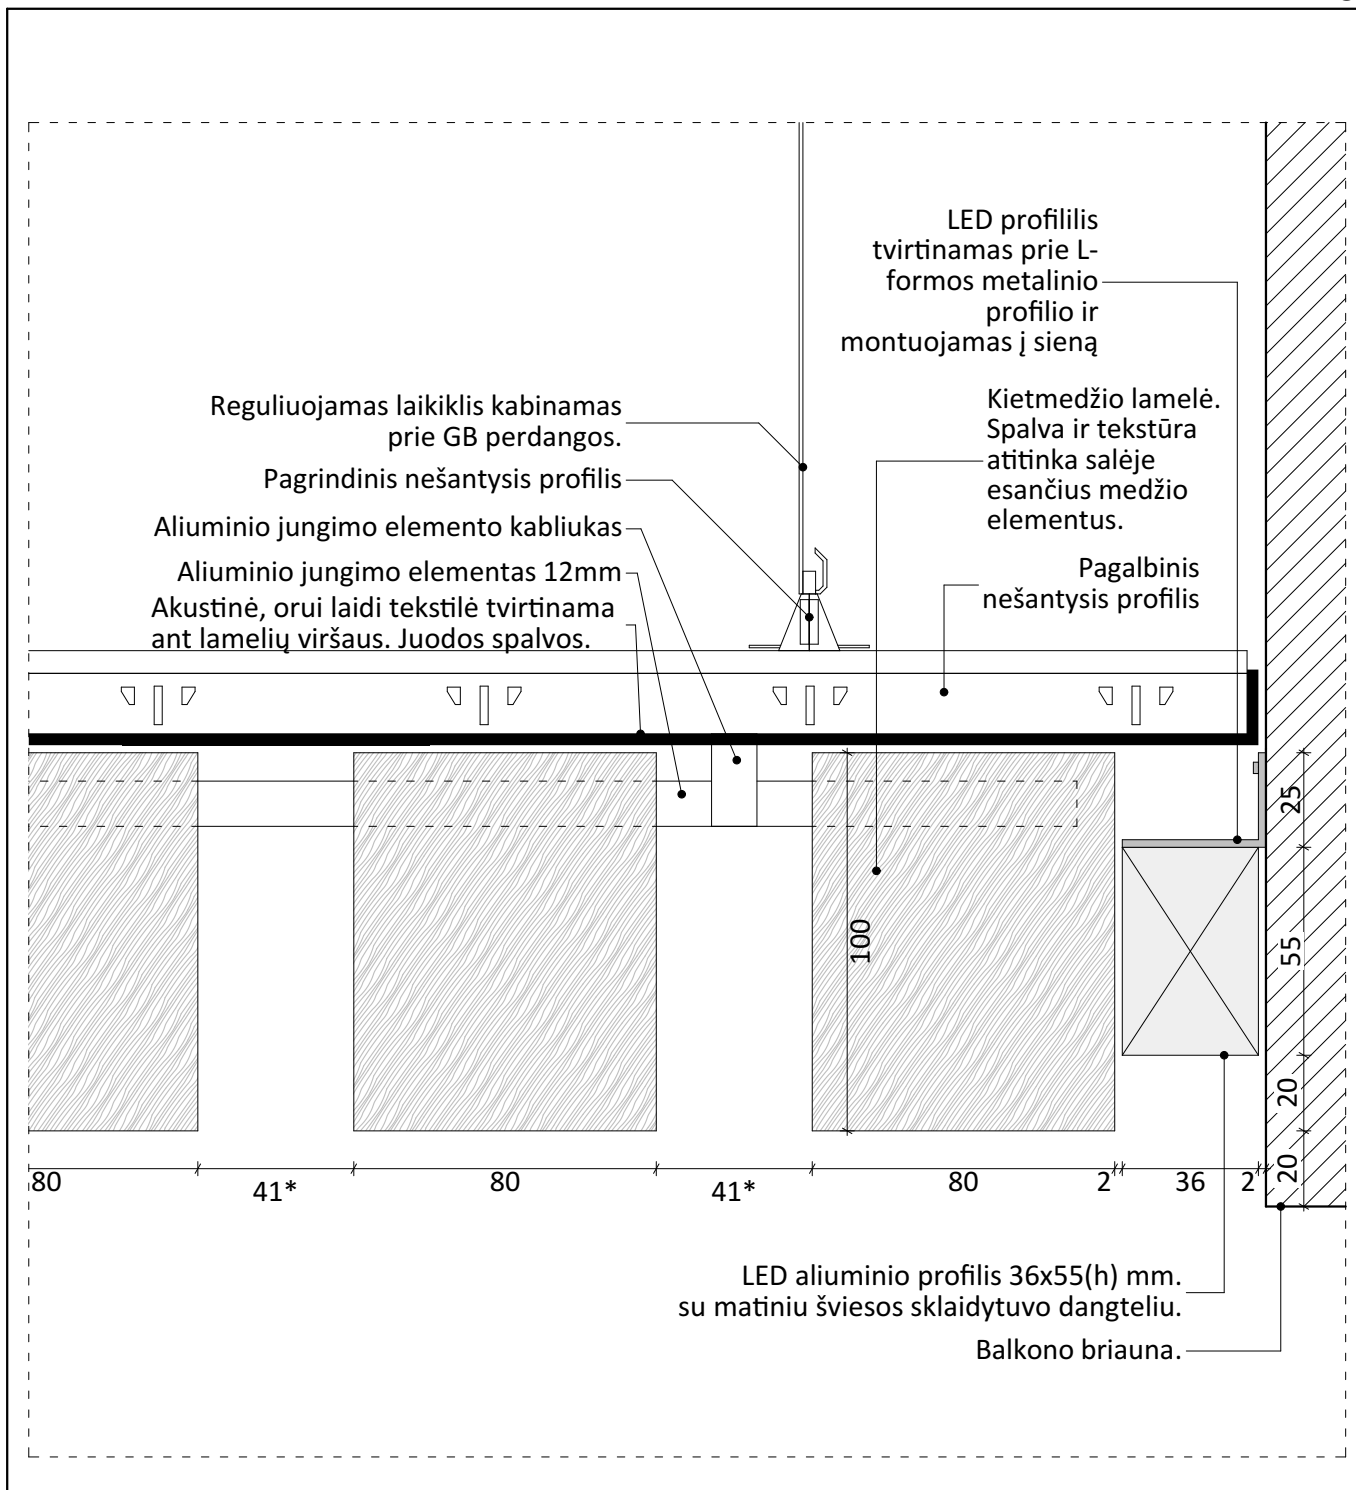 LED profililis
tvirtinamas prie L-
formos metalinio
profilio ir
montuojamas į sieną
Reguliuojamas laikiklis kabinamas
prie GB perdangos.
Kietmedžio lamelė.
Spalva ir tekstūra
atitinka salėje
esančius medžio
elementus.
Pagrindinis nešantysis profilis
Aliuminio jungimo elemento kabliukas
Aliuminio jungimo elementas 12mm
Pagalbinis
nešantysis profilis
Akustinė, orui laidi tekstilė tvirtinama
ant lamelių viršaus. Juodos spalvos.
25
100
55
20
20
80
41*
80
41*
80
2
36
2
LED aliuminio profilis 36x55(h) mm.
su matiniu šviesos sklaidytuvo dangteliu.
Balkono briauna.